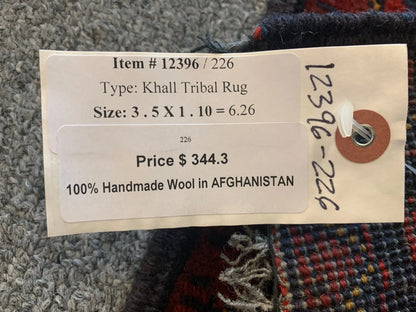 Item # 12396 / 226
Type: Khall Tribal Rug
Size: 3 . 5 X 1 . 10 = 6.26
226
Price $ 344.3
100% Handmade Wool in AFGHANISTAN
12396-226